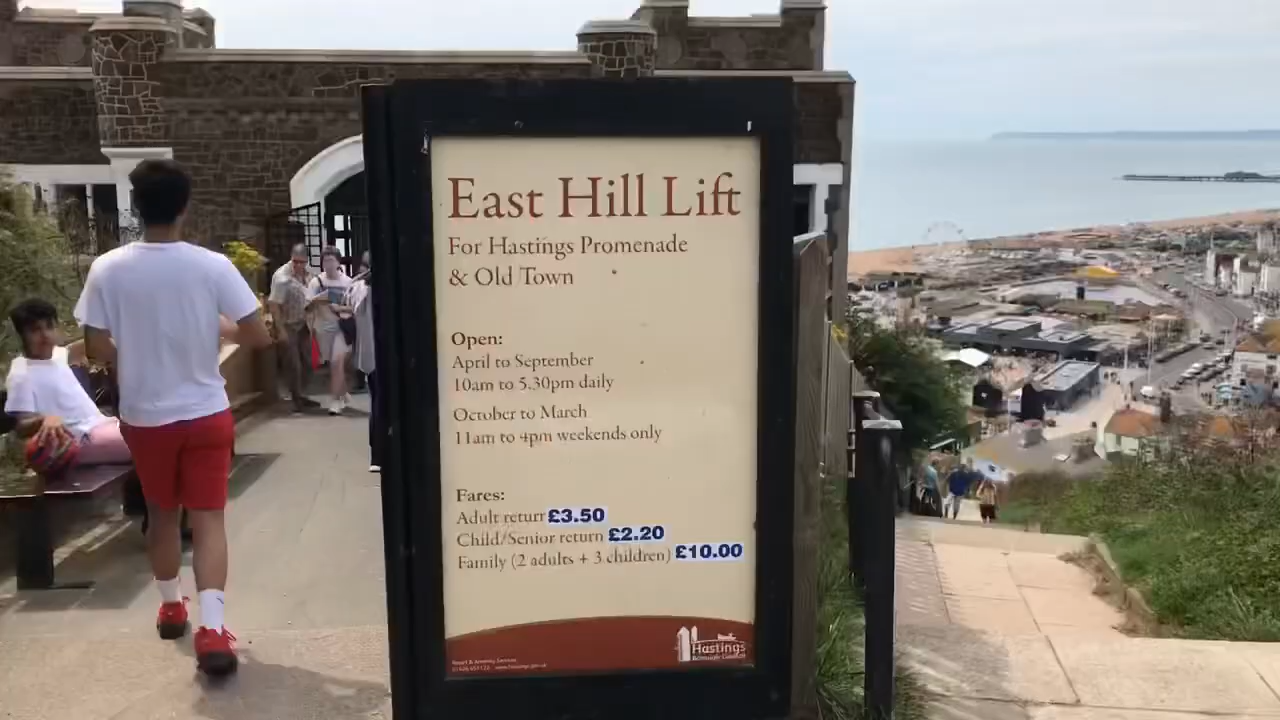 East Hill Lift
For Hastings Promenade
& Old Town
Open:
April to September
10am to 5.30pm daily
October to March
11am to 4pm weekends only
Fares:
Adult return £3.50
Child/Senior return £2.20
Family (2 adults + 3 children) £10.00
Hastings
Borough Council